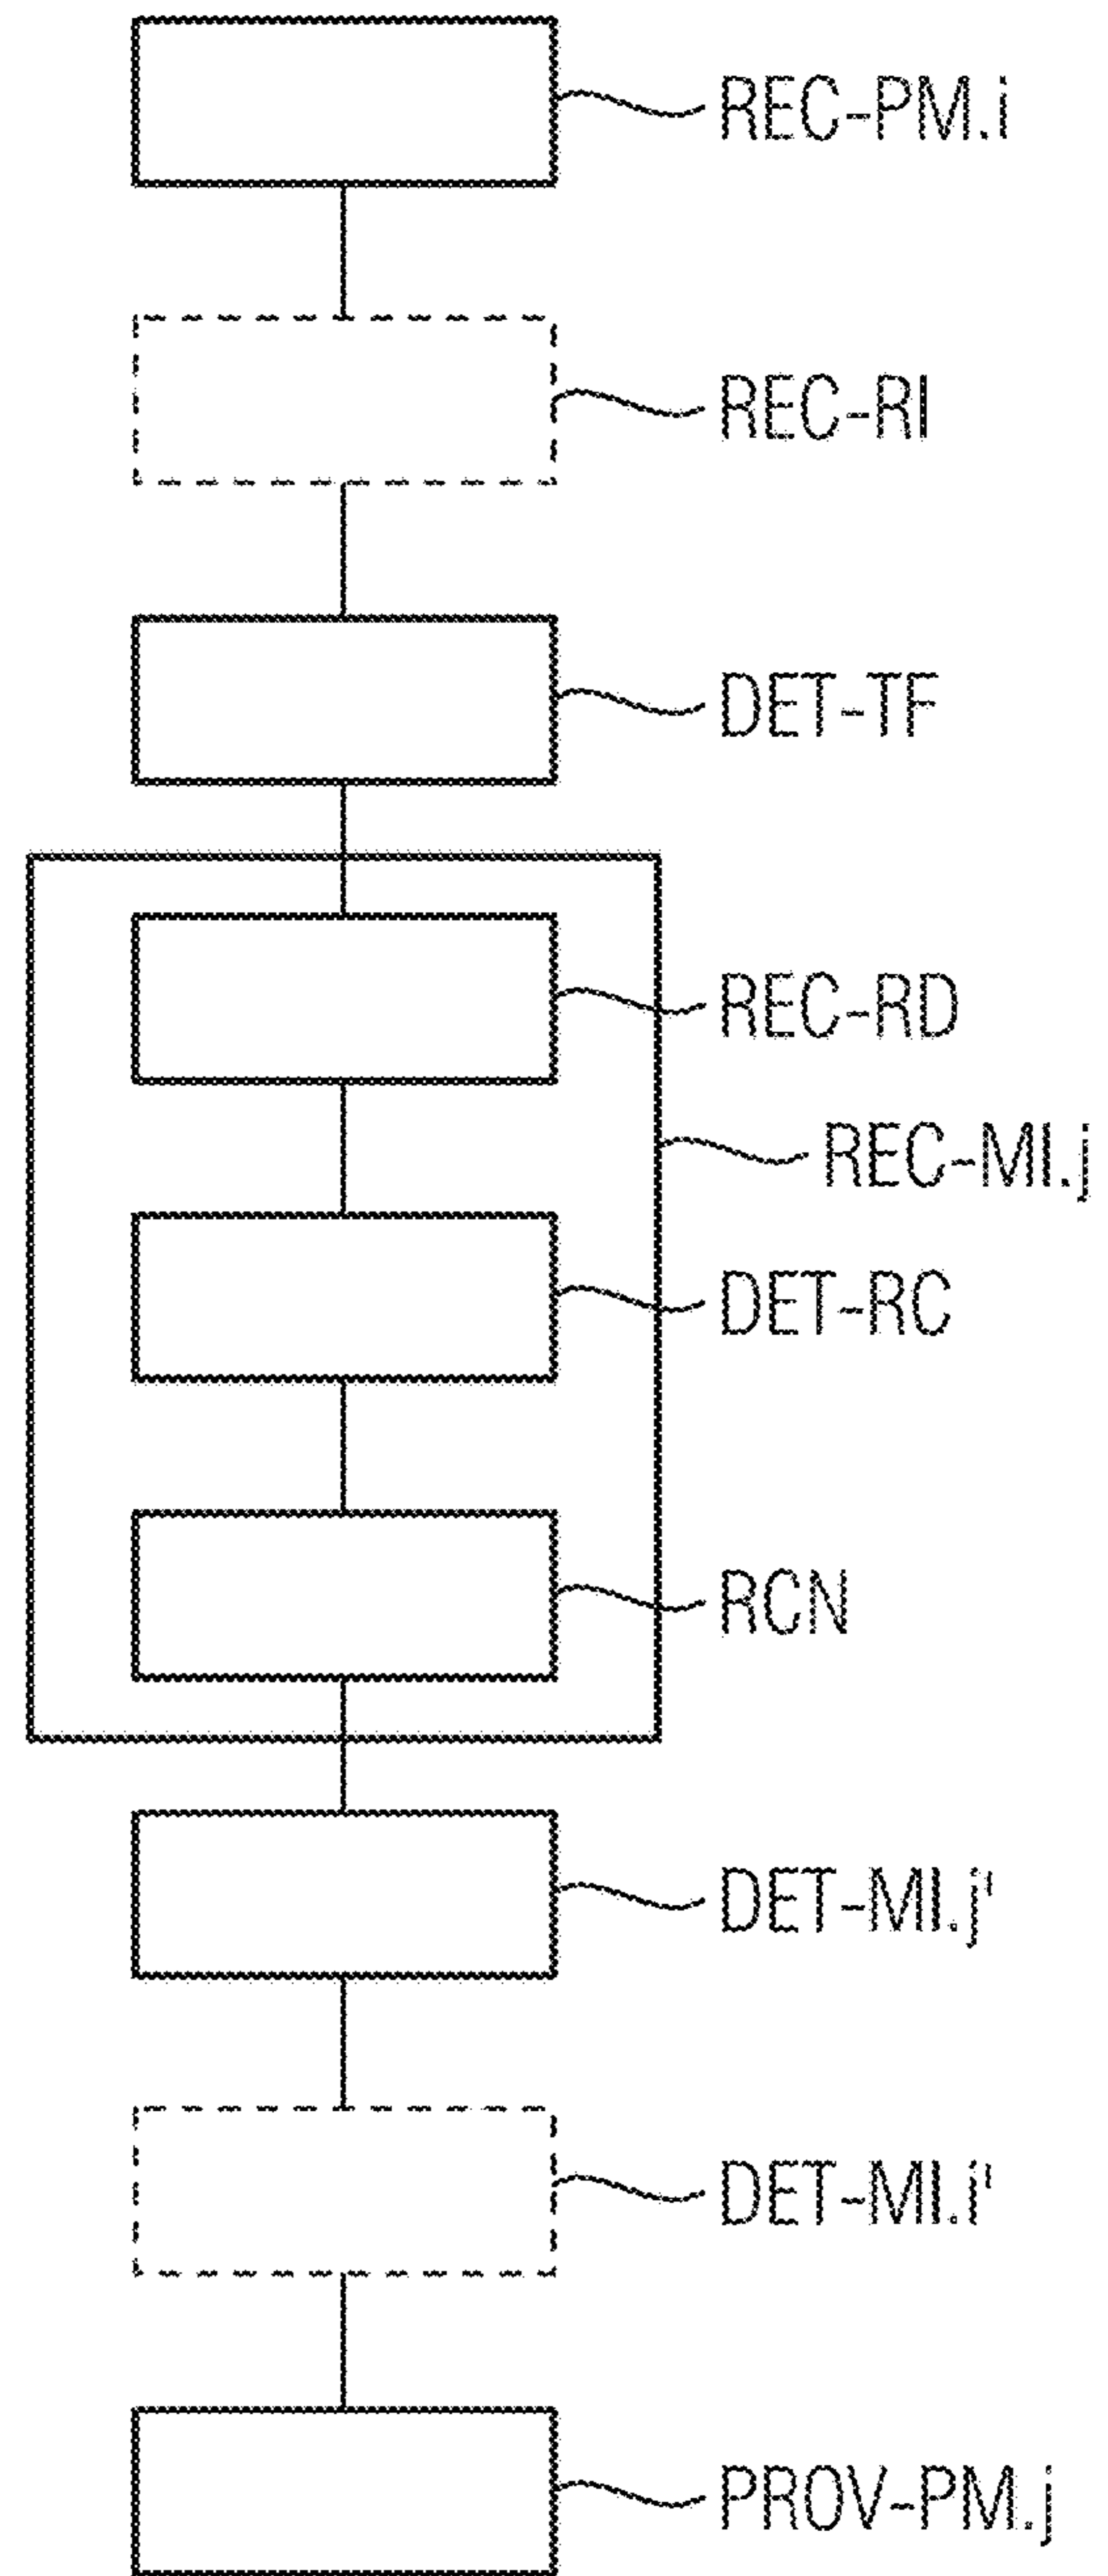 REC-PM.i
REC-RI
DET-TF
REC-RD
REC-MI.j
DET-RC
RCN
DET-MI.j'
DET-MI.i'
PROV-PM.j